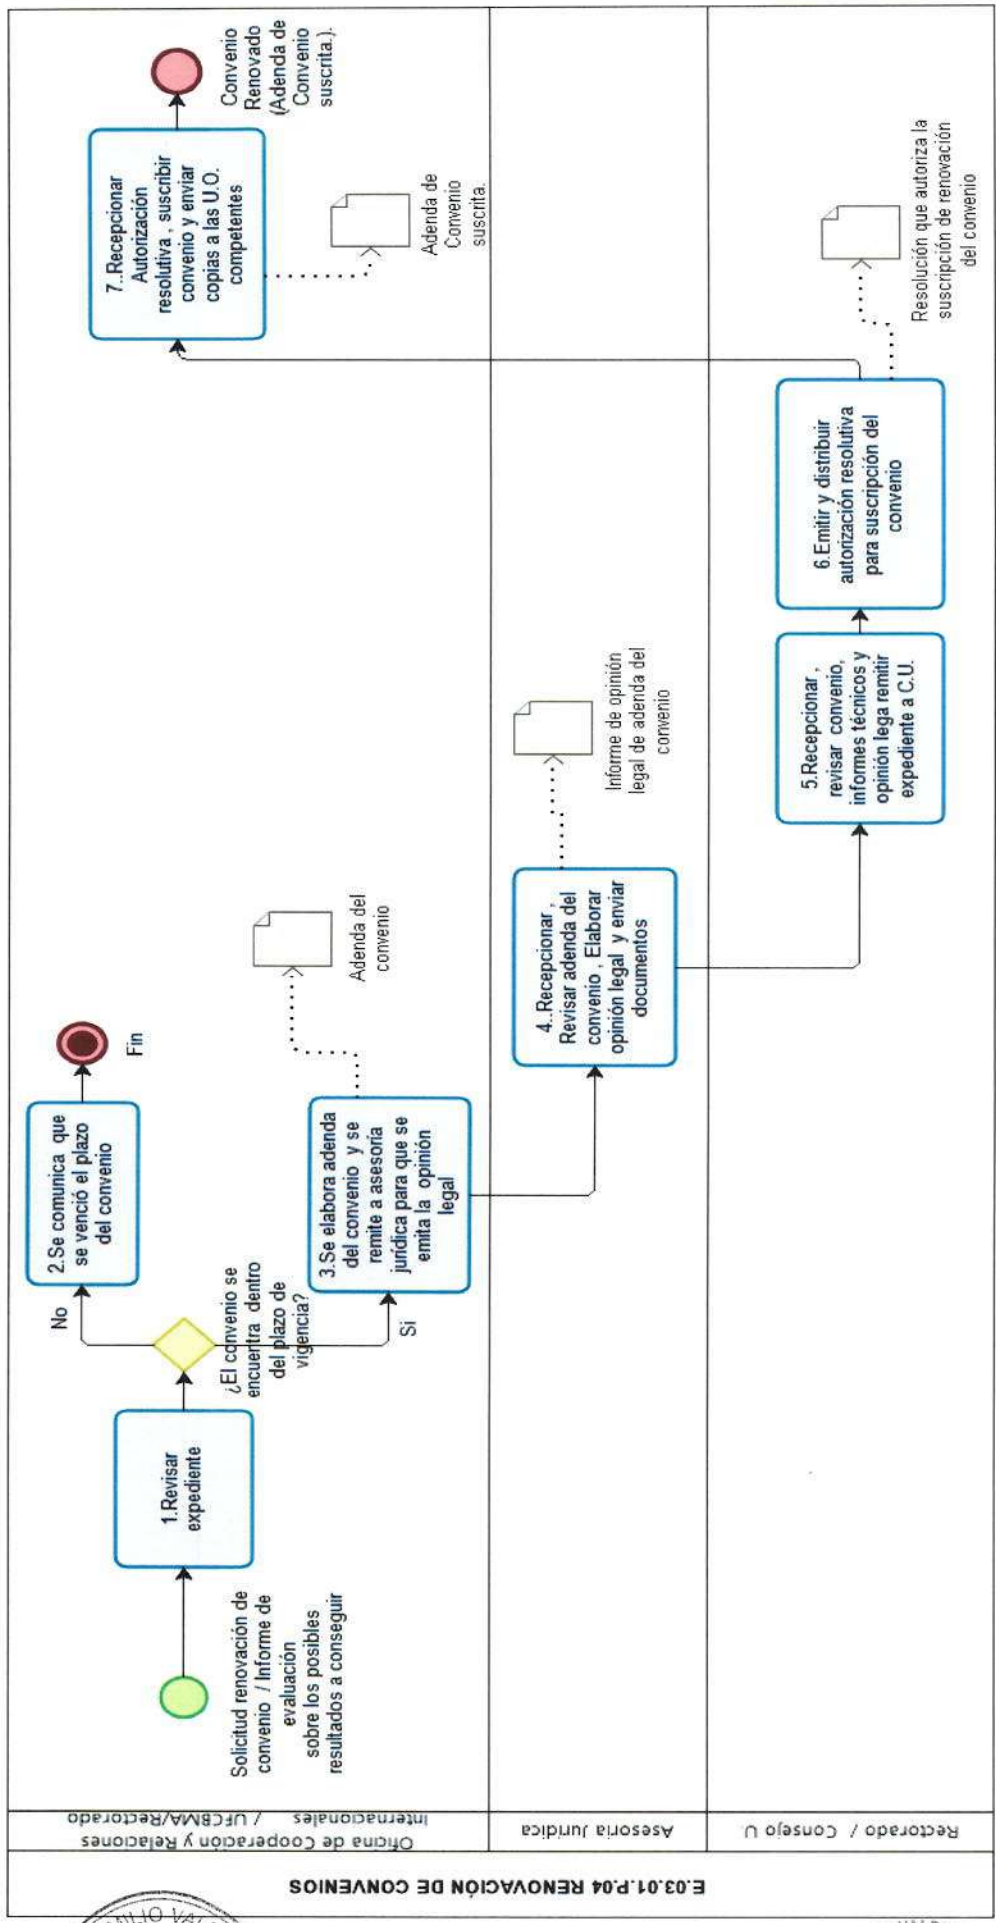 E.03.01.P.04 RENOVACIÓN DE CONVENIOS
Oficina de Cooperación y Relaciones
Internacionales / UFCBMA/Rectorado
Solicitud renovación de
convenio / Informe de
evaluación
sobre los posibles
resultados a conseguir
1.Revisar
expediente
¿El convenio se
encuentra dentro
del plazo de
vigencia?
No
2.Se comunica que
se venció el plazo
del convenio
Fin
Si
3.Se elabora adenda
del convenio y se
remite a asesoría
jurídica para que se
emita la opinión
legal
Adenda del
convenio
7..Recepcionar
Autorización
resolutiva , suscribir
convenio y enviar
copias a las U.O.
competentes
Adenda de
Convenio
suscrita.
Convenio
Renovado
(Adenda de
Convenio
suscrita.).
Asesoria Juridica
4..Recepcionar ,
Revisar adenda del
convenio , Elaborar
opinión legal y enviar
documentos
Informe de opinión
legal de adenda del
convenio
Rectorado / Consejo U.
5.Recepcionar ,
revisar convenio,
informes técnicos y
opinión lega remitir
expediente a C.U.
6.Emitir y distribuir
autorización resolutiva
para suscripción del
convenio
Resolución que autoriza la
suscripción de renovación
del convenio